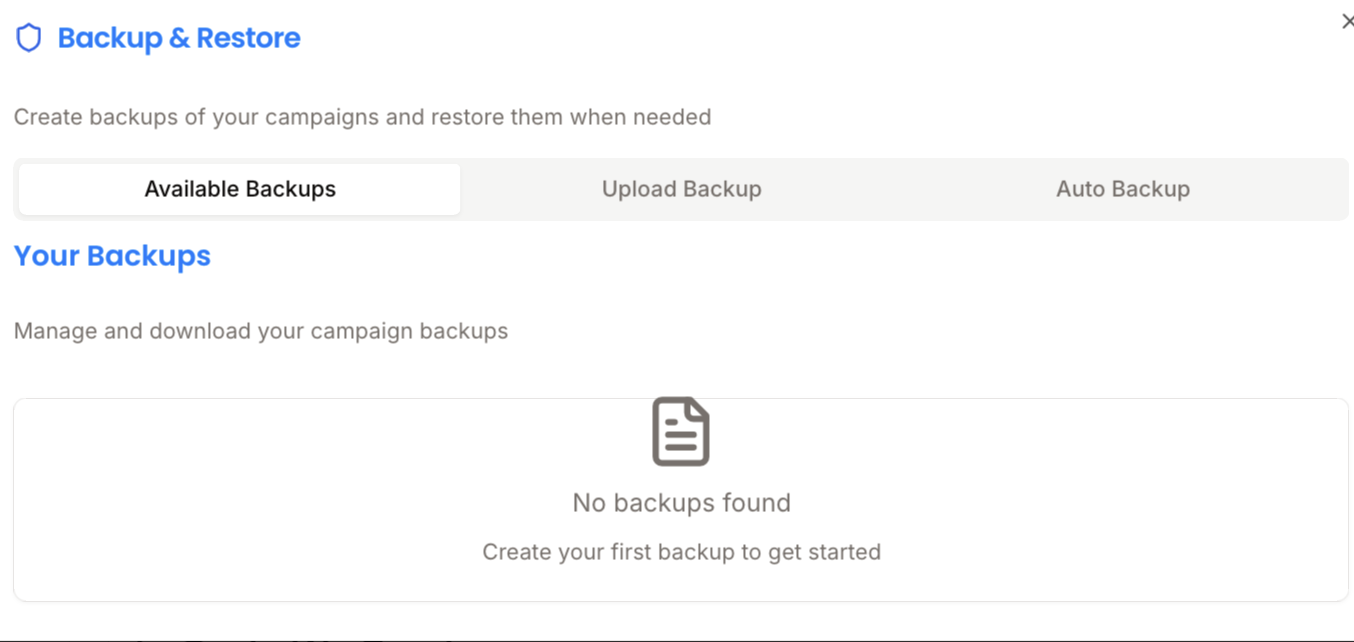 Backup & Restore
Create backups of your campaigns and restore them when needed
Available Backups
Upload Backup
Auto Backup
Your Backups
Manage and download your campaign backups
No backups found
Create your first backup to get started